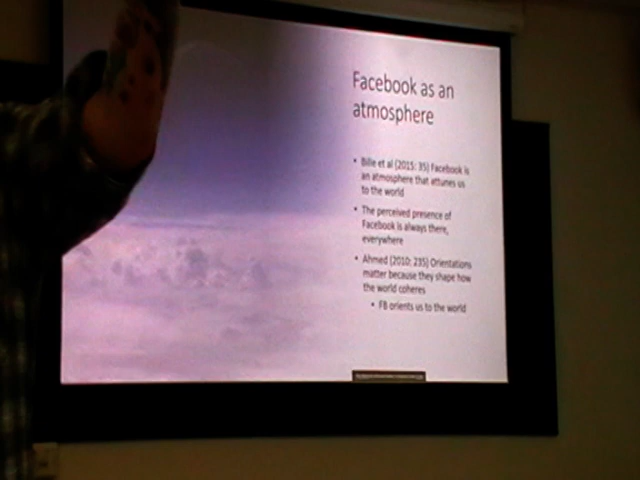 Facebook as an
atmosphere
• Bille et al (2015: 35) Facebook is
an atmosphere that attunes us
to the world
• The perceived presence of
Facebook is always there,
everywhere
• Ahmed (2010: 235) Orientations
matter because they shape how
the world coheres
• FB orients us to the world